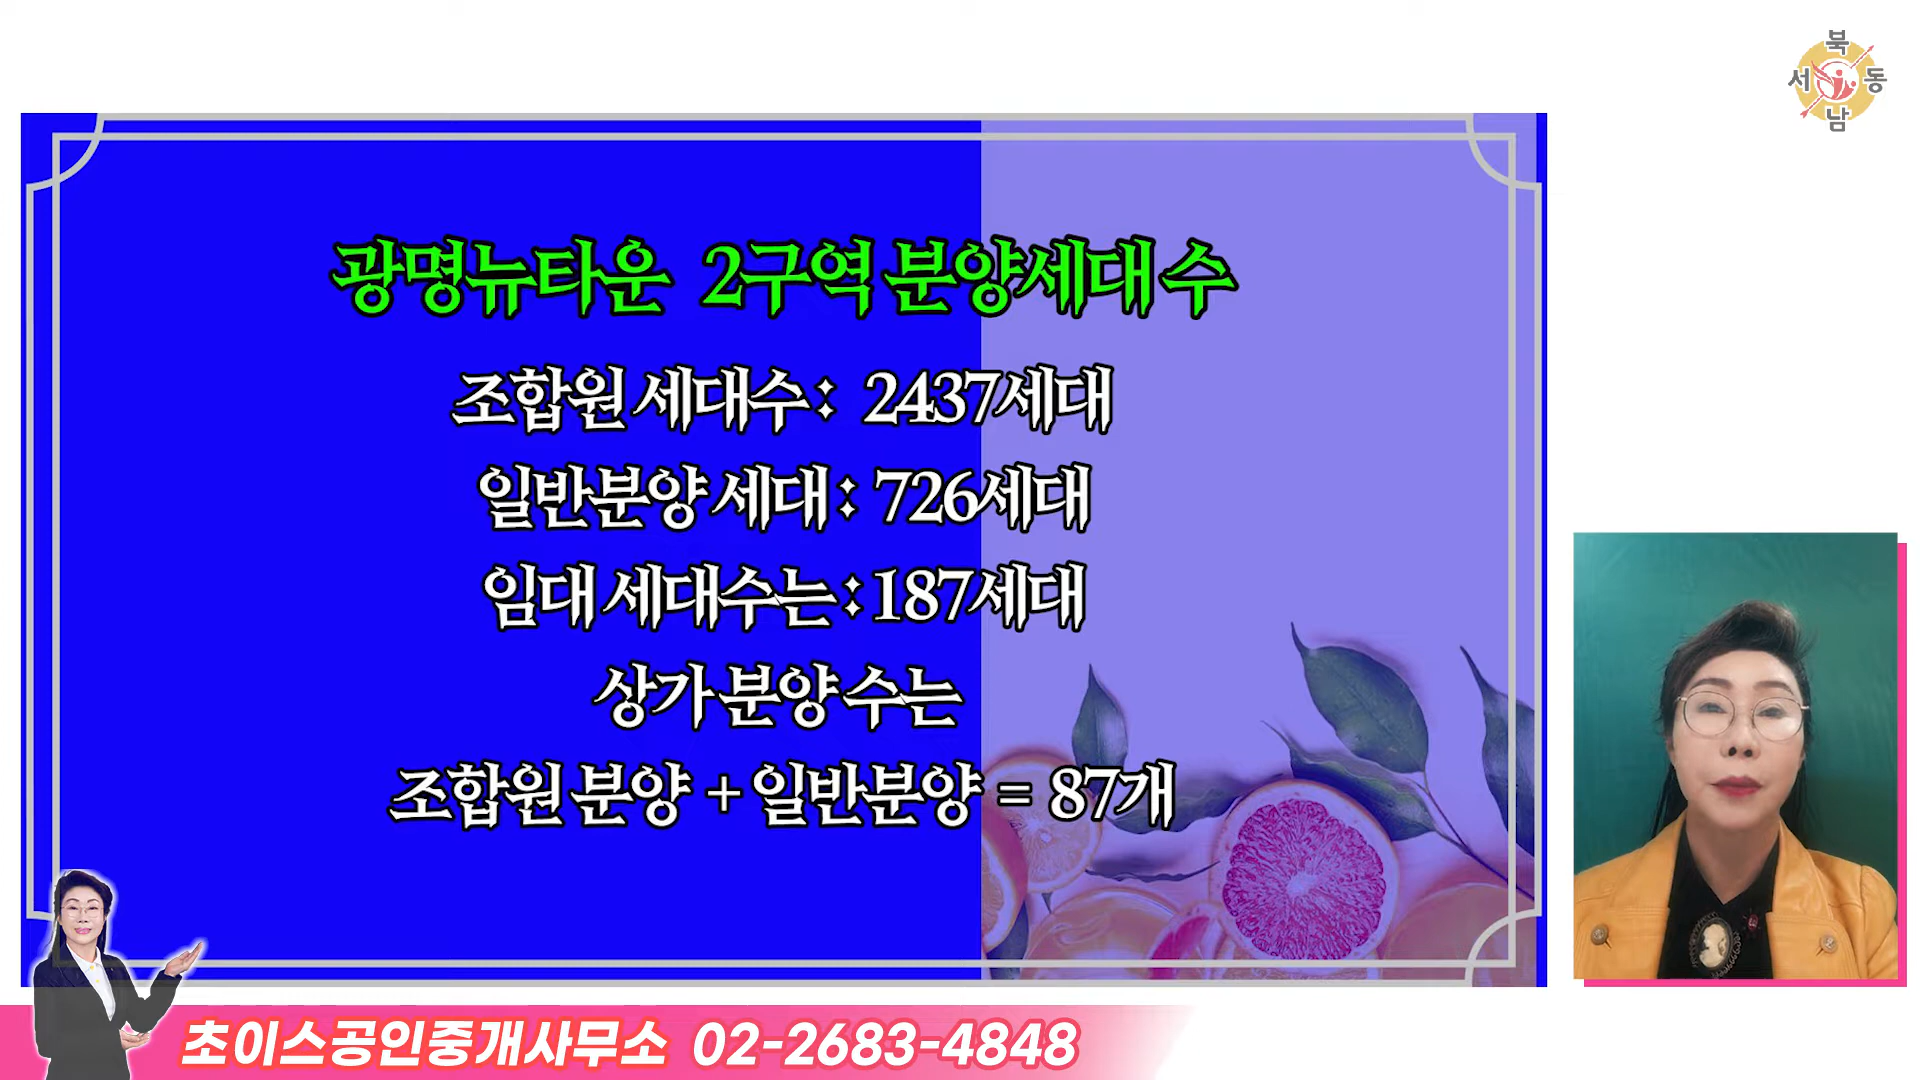 북
서 동
남
광명뉴타운 2구역 분양세대수
조합원 세대수 : 2437세대
일반분양 세대 : 726세대
임대 세대수는 : 187세대
상가 분양 수는
조합원 분양 + 일반분양 = 87개
초이스공인중개사무소 02-2683-4848